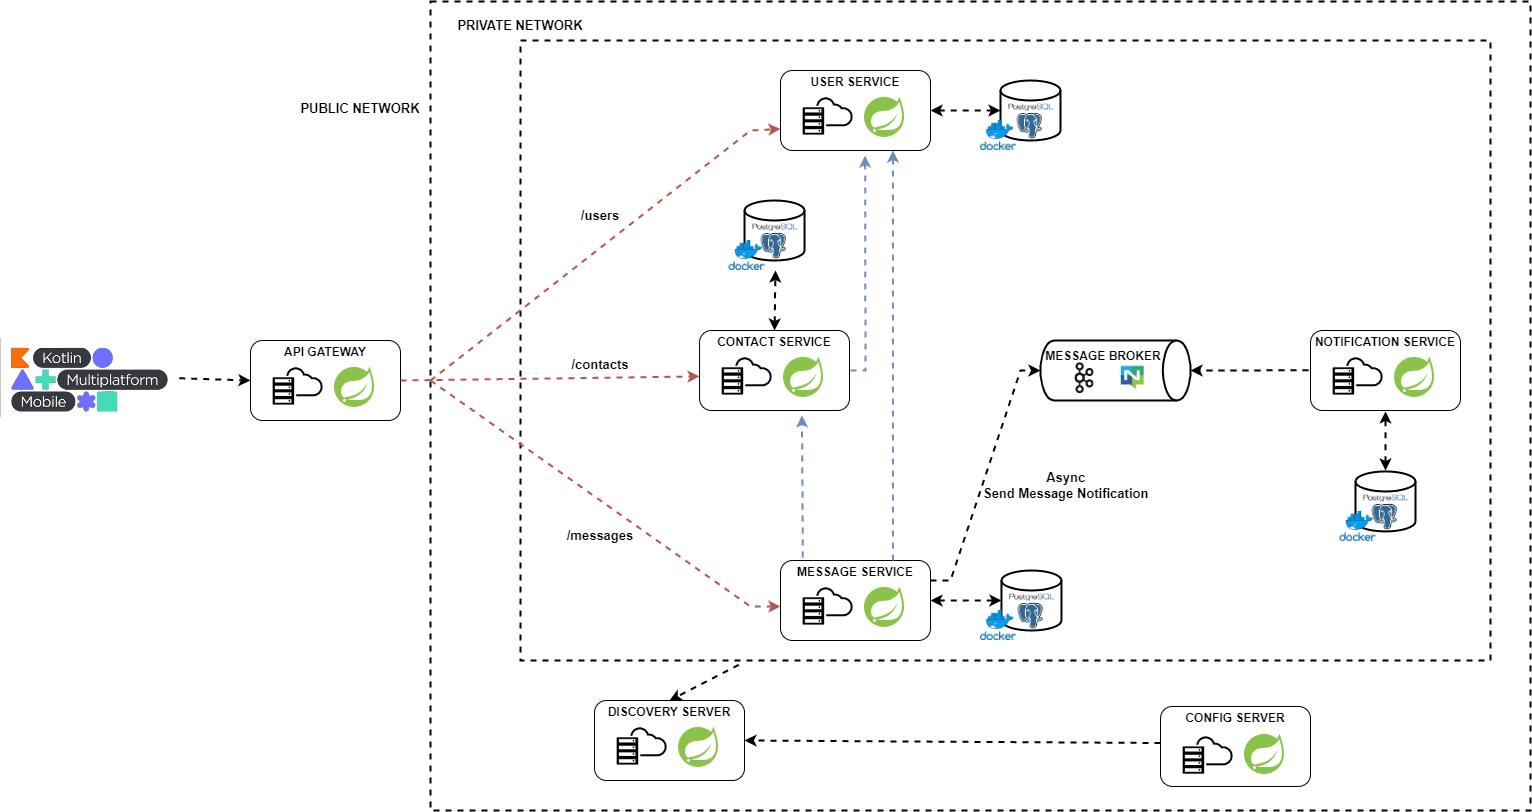 PRIVATE NETWORK
PUBLIC NETWORK
USER SERVICE
PostgreSQL
docker
/users
PostgreSQL
docker
Kotlin
Multiplatform
Mobile
API GATEWAY
/contacts
CONTACT SERVICE
MESSAGE BROKER
N
NOTIFICATION SERVICE
Async
Send Message Notification
PostgreSQL
docker
/messages
MESSAGE SERVICE
PostgreSQL
docker
DISCOVERY SERVER
CONFIG SERVER